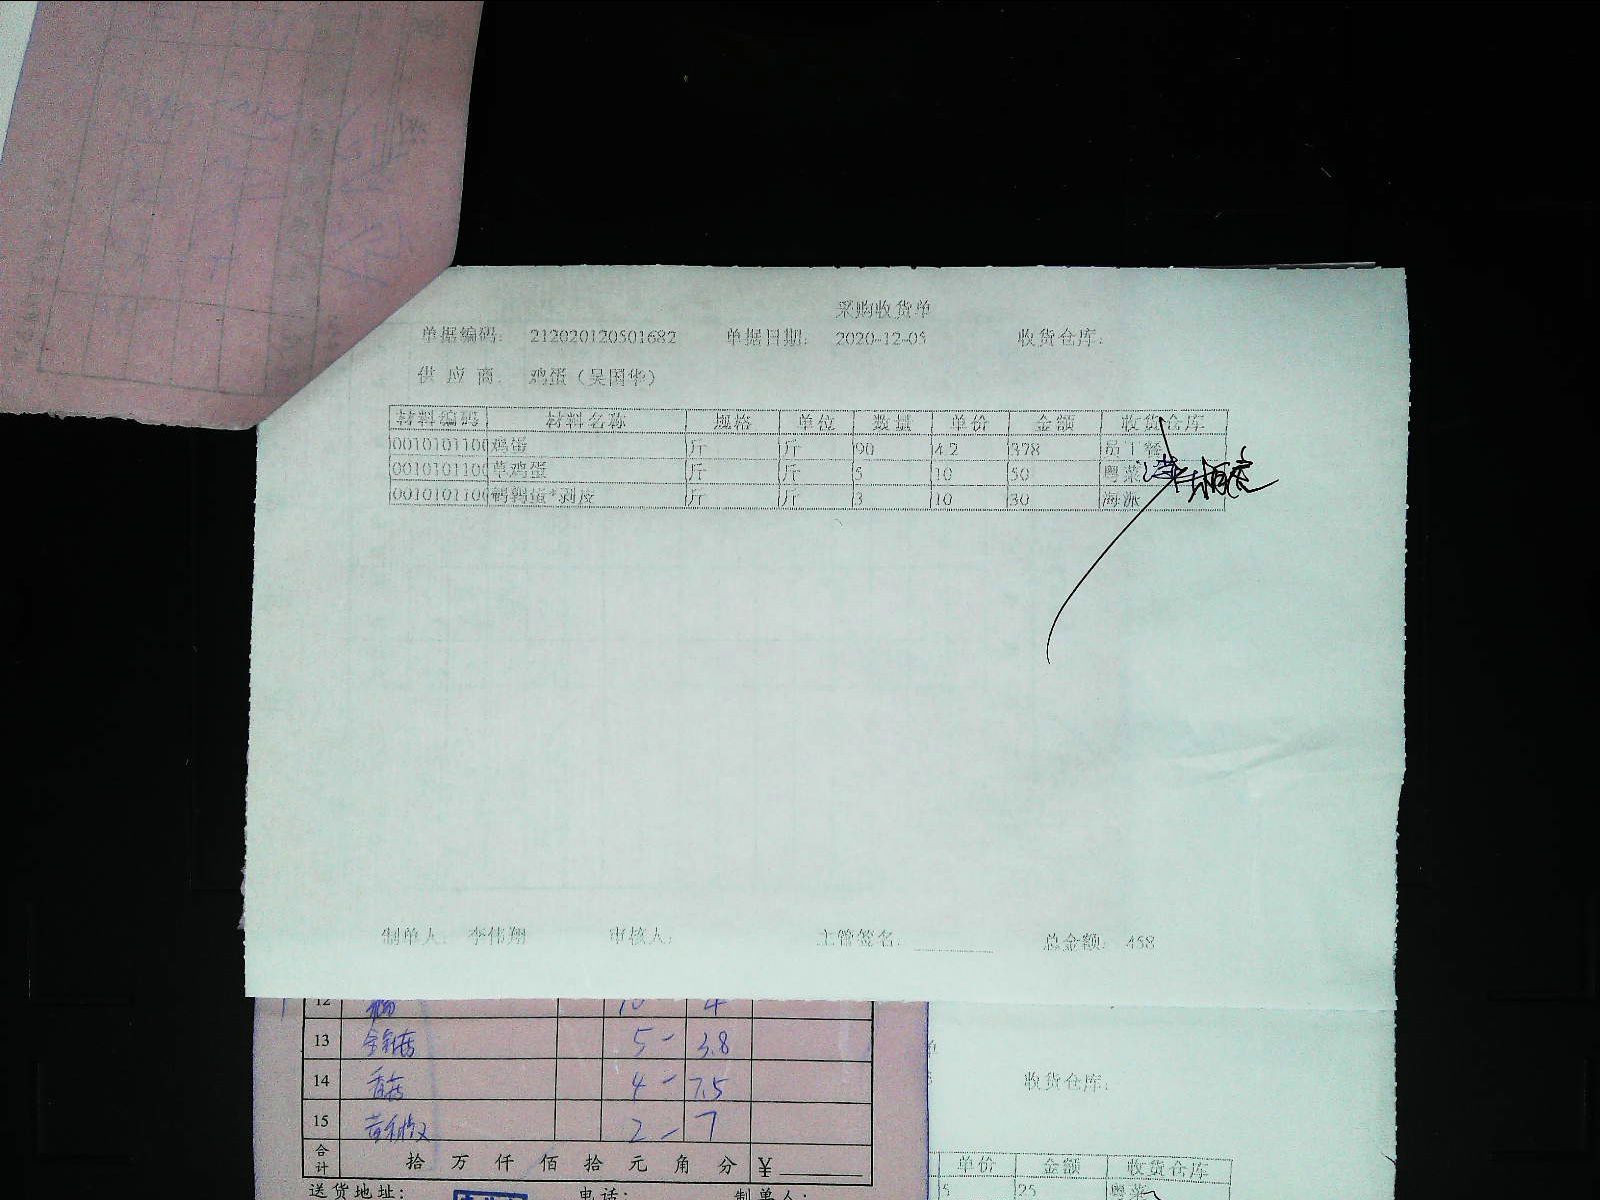 采购收货单
单据编码: 212020120501682 单据日期: 2020-12-05 收货仓库:
供 应 商: 鸡蛋（吴国华）
材料编码 材料名称 规格 单位 数量 单价 金额 收货仓库
0010101100 鸡蛋 斤 斤 90 4.2 378 员工餐
0010101100 草鸡蛋 斤 斤 5 10 50 粤菜
0010101100 鹌鹑蛋*剥皮 斤 斤 3 10 30 海派
制单人: 李伟翔 审核人: 主管签名: 总金额: 458
12 10 4
13 5- 3.8
14 4- 7.5
15 2- 7
合计 拾 万 仟 佰 拾 元 角 分 ¥
送货地址: 电话: 制单人:
收货仓库:
单价 金额 收货仓库
5 25 粤菜